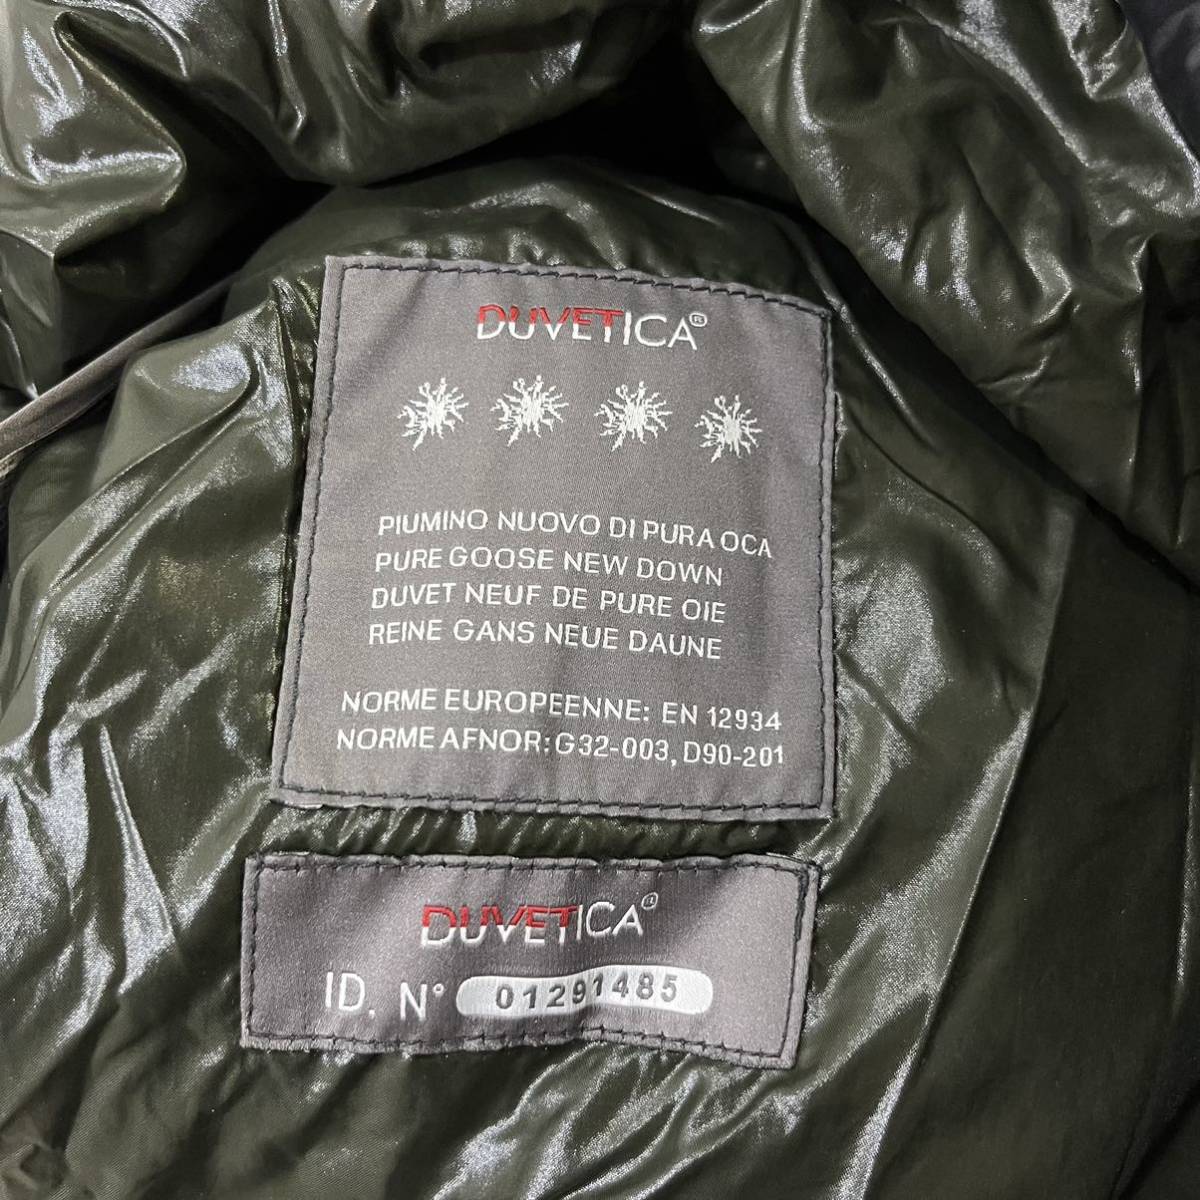 DUVETICA®
PIUMINO NUOVO DI PURA OCA
PURE GOOSE NEW DOWN
DUVET NEUF DE PURE OIE
REINE GANS NEUE DAUNE
NORME EUROPEENNE: EN 12934
NORME AFNOR: G32-003, D90-201
DUVETICA®
ID. N° 01291485